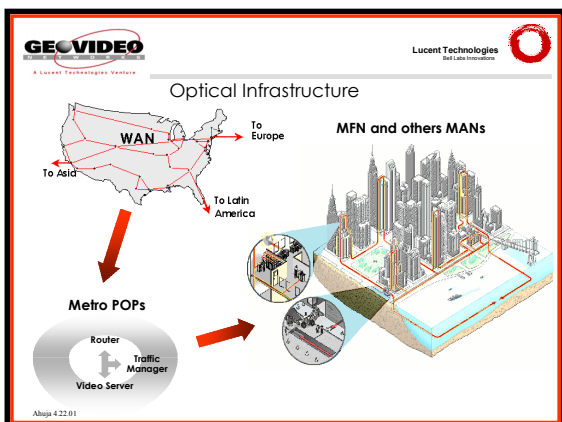 GEOVIDEO
NETWORKS
A Lucent Technologies Venture
Lucent Technologies
Bell Labs Innovations
Optical Infrastructure
WAN
To
Europe
To Asia
To Latin
America
MFN and others MANs
Metro POPs
Router
Traffic
Manager
Video Server
Ahuja 4.22.01